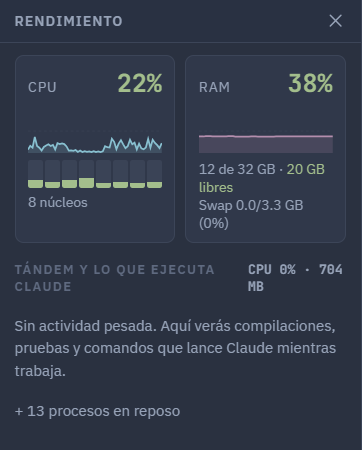 RENDIMIENTO
CPU 22%
RAM 38%
8 núcleos
12 de 32 GB · 20 GB
libres
Swap 0.0/3.3 GB
(0%)
TÁNDEM Y LO QUE EJECUTA
CLAUDE
CPU 0% · 704
MB
Sin actividad pesada. Aquí verás compilaciones,
pruebas y comandos que lance Claude mientras
trabaja.
+ 13 procesos en reposo